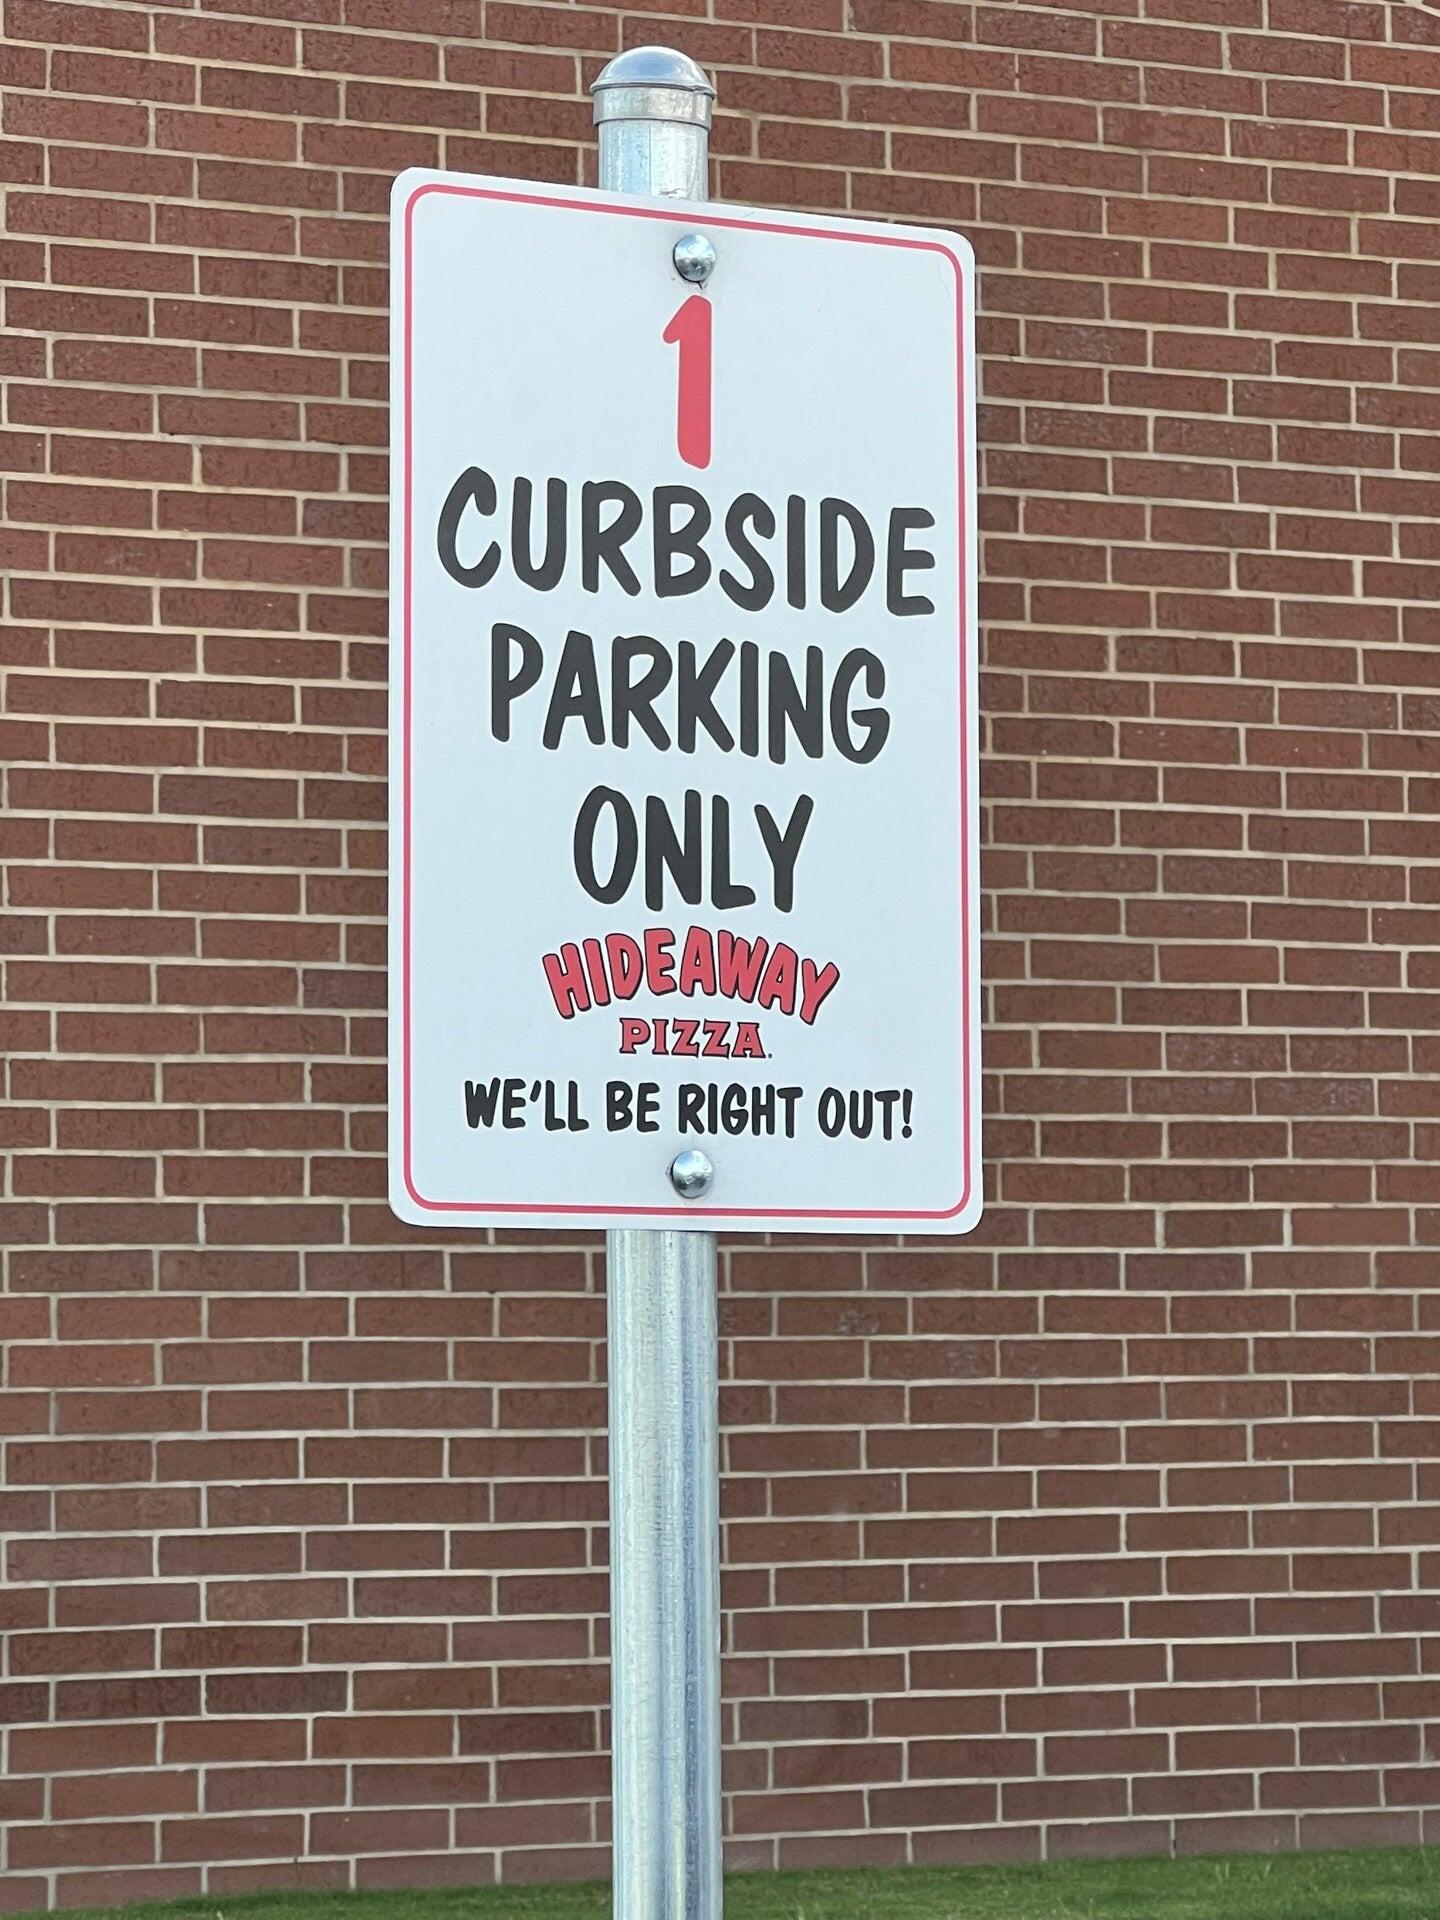 1
CURBSIDE
PARKING
ONLY
HIDEAWAY
PIZZA
WE'LL BE RIGHT OUT!